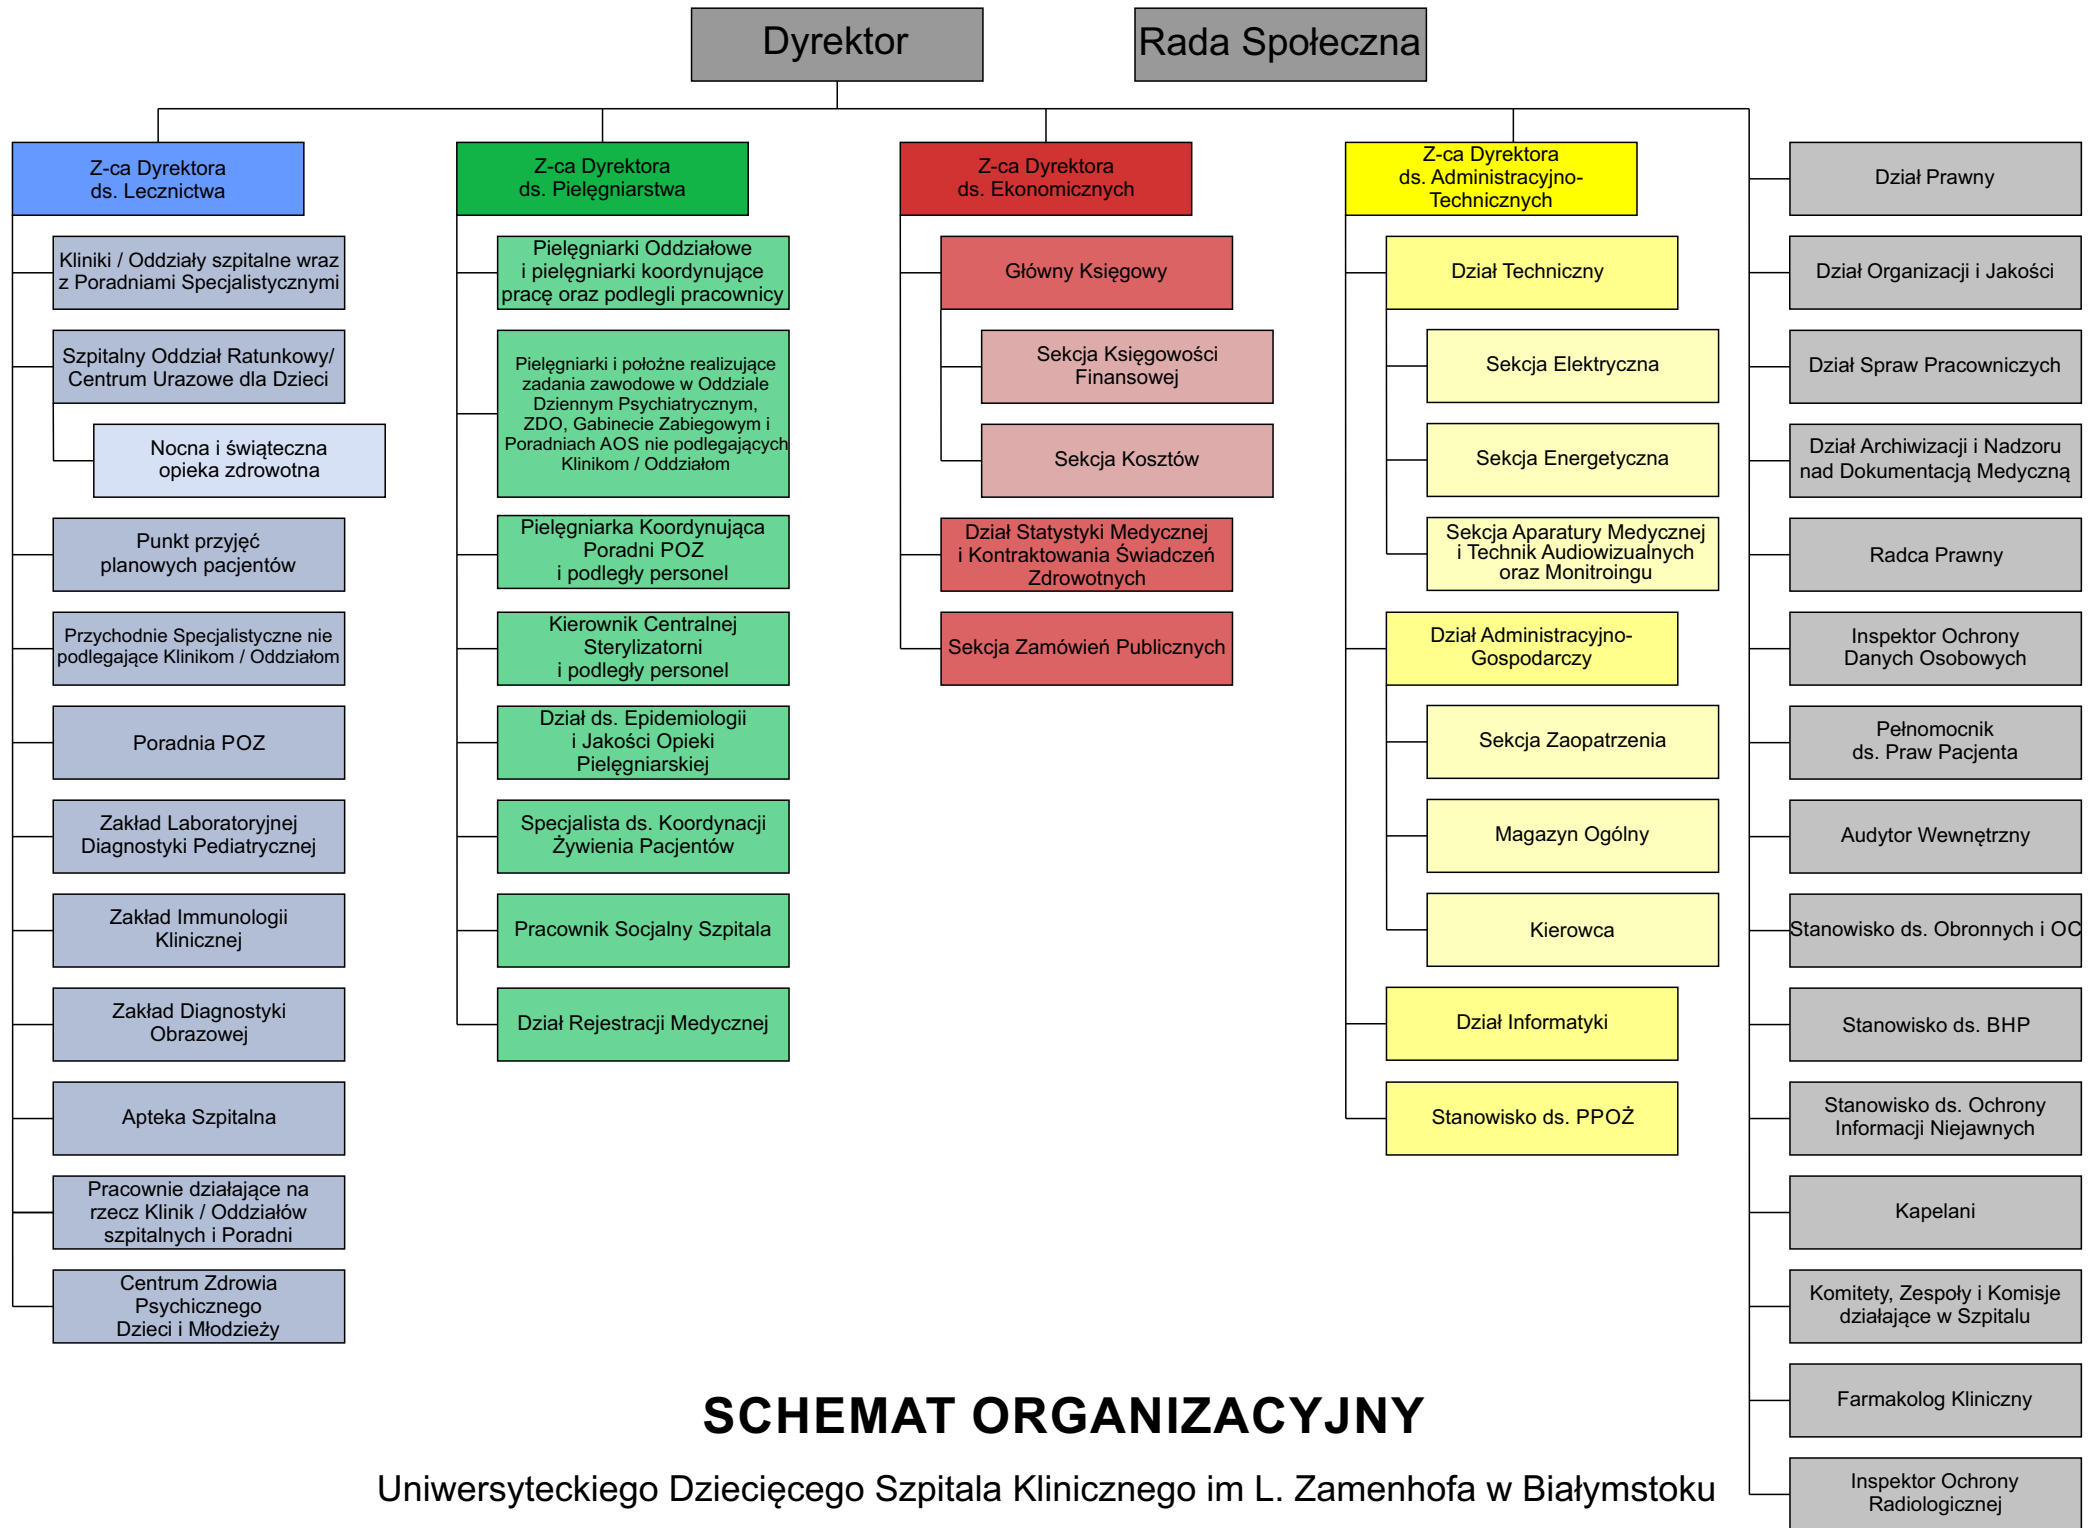 Dyrektor
Rada Społeczna
Z-ca Dyrektora
ds. Lecznictwa
Kliniki / Oddziały szpitalne wraz
z Poradniami Specjalistycznymi
Szpitalny Oddział Ratunkowy/
Centrum Urazowe dla Dzieci
Nocna i świąteczna
opieka zdrowotna
Punkt przyjęć
planowych pacjentów
Przychodnie Specjalistyczne nie
podlegające Klinikom / Oddziałom
Poradnia POZ
Zakład Laboratoryjnej
Diagnostyki Pediatrycznej
Zakład Immunologii
Klinicznej
Zakład Diagnostyki
Obrazowej
Apteka Szpitalna
Pracownie działające na
rzecz Klinik / Oddziałów
szpitalnych i Poradni
Centrum Zdrowia
Psychicznego
Dzieci i Młodzieży
Z-ca Dyrektora
ds. Pielęgniarstwa
Pielęgniarki Oddziałowe
i pielęgniarki koordynujące
pracę oraz podlegli pracownicy
Pielęgniarki i położne realizujące
zadania zawodowe w Oddziale
Dziennym Psychiatrycznym,
ZDO, Gabinecie Zabiegowym i
Poradniach AOS nie podlegających
Klinikom / Oddziałom
Pielęgniarka Koordynująca
Poradni POZ
i podległy personel
Kierownik Centralnej
Sterylizatorni
i podległy personel
Dział ds. Epidemiologii
i Jakości Opieki
Pielęgniarskiej
Specjalista ds. Koordynacji
Żywienia Pacjentów
Pracownik Socjalny Szpitala
Dział Rejestracji Medycznej
Z-ca Dyrektora
ds. Ekonomicznych
Główny Księgowy
Sekcja Księgowości
Finansowej
Sekcja Kosztów
Dział Statystyki Medycznej
i Kontraktowania Świadczeń
Zdrowotnych
Sekcja Zamówień Publicznych
Z-ca Dyrektora
ds. Administracyjno-
Technicznych
Dział Techniczny
Sekcja Elektryczna
Sekcja Energetyczna
Sekcja Aparatury Medycznej
i Technik Audiowizualnych
oraz Monitroingu
Dział Administracyjno-
Gospodarczy
Sekcja Zaopatrzenia
Magazyn Ogólny
Kierowca
Dział Informatyki
Stanowisko ds. PPOŻ
Dział Prawny
Dział Organizacji i Jakości
Dział Spraw Pracowniczych
Dział Archiwizacji i Nadzoru
nad Dokumentacją Medyczną
Radca Prawny
Inspektor Ochrony
Danych Osobowych
Pełnomocnik
ds. Praw Pacjenta
Audytor Wewnętrzny
Stanowisko ds. Obronnych i OC
Stanowisko ds. BHP
Stanowisko ds. Ochrony
Informacji Niejawnych
Kapelani
Komitety, Zespoły i Komisje
działające w Szpitalu
Farmakolog Kliniczny
Inspektor Ochrony
Radiologicznej
SCHEMAT ORGANIZACYJNY
Uniwersyteckiego Dziecięcego Szpitala Klinicznego im L. Zamenhofa w Białymstoku